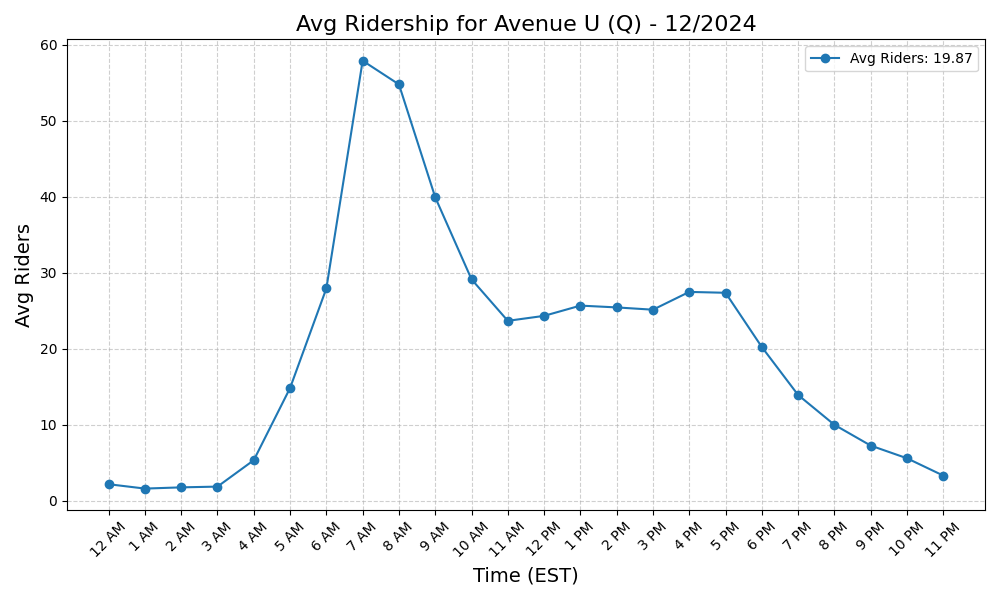 Avg Ridership for Avenue U (Q) - 12/2024
Avg Riders: 19.87
Avg Riders
60
50
40
30
20
10
0
12 AM
1 AM
2 AM
3 AM
4 AM
5 AM
6 AM
7 AM
8 AM
9 AM
10 AM
11 AM
12 PM
1 PM
2 PM
3 PM
4 PM
5 PM
6 PM
7 PM
8 PM
9 PM
10 PM
11 PM
Time (EST)